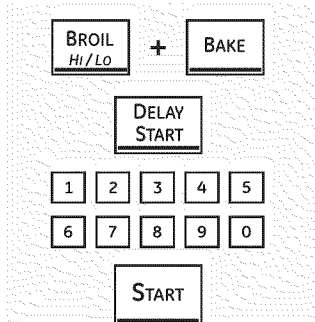 BROIL + BAKE
HI / LO
DELAY
START
1 2 3 4 5
6 7 8 9 0
START